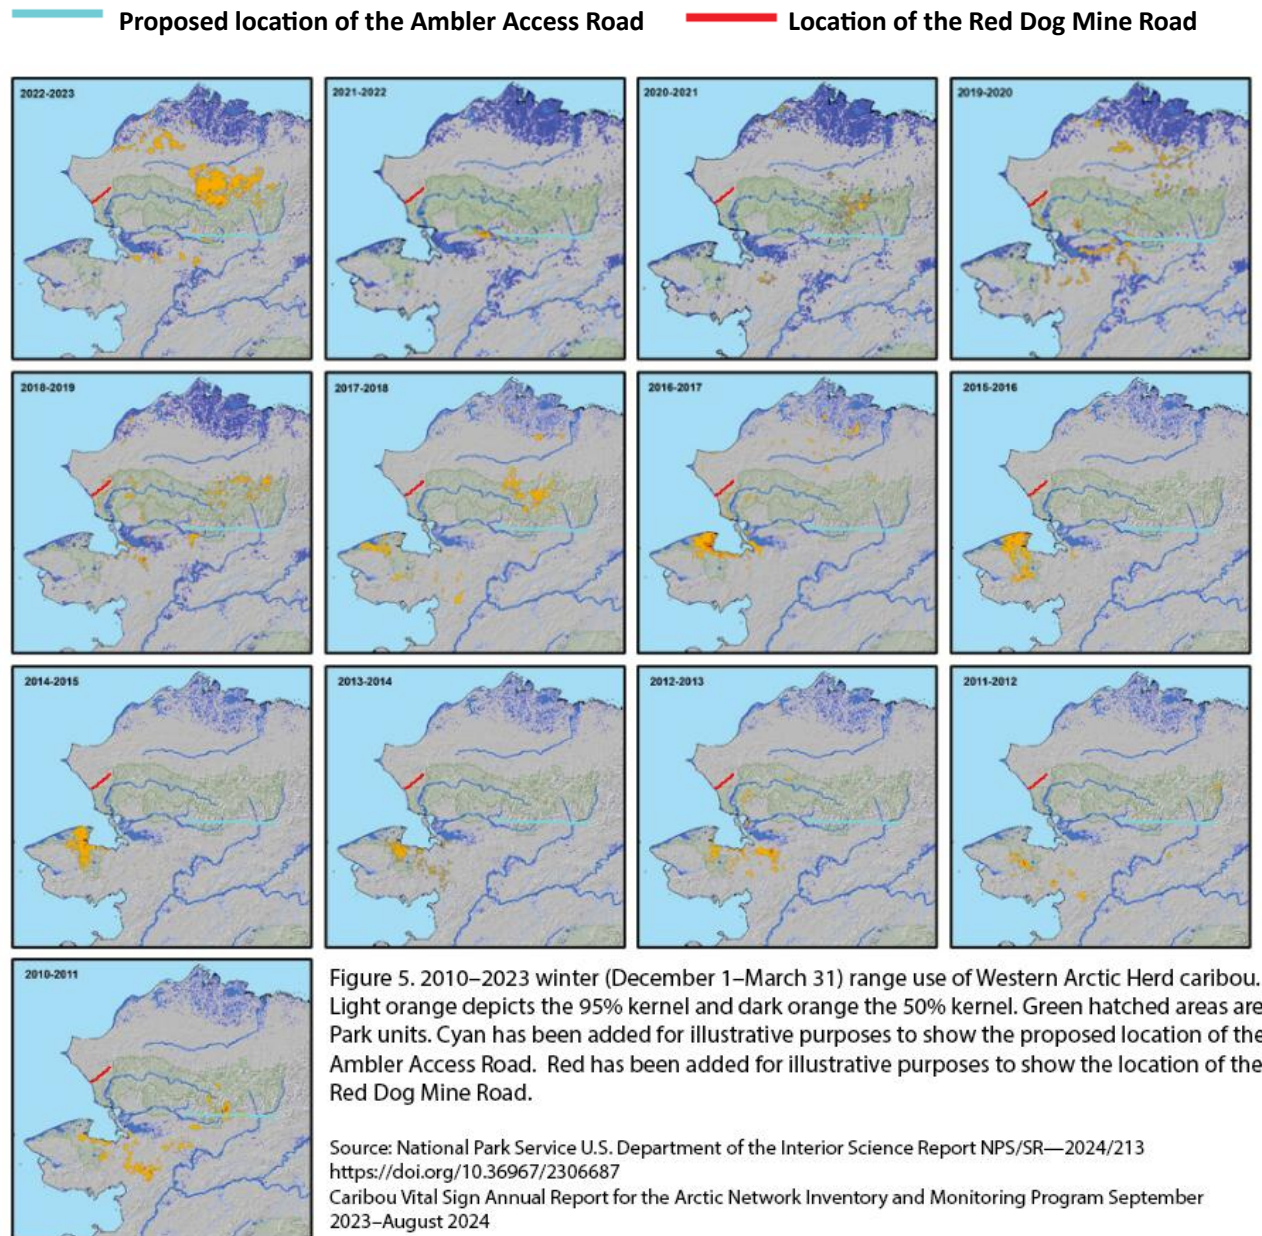 Proposed location of the Ambler Access Road
Location of the Red Dog Mine Road
2022-2023
2021-2022
2020-2021
2019-2020
2018-2019
2017-2018
2016-2017
2015-2016
2014-2015
2013-2014
2012-2013
2011-2012
2010-2011
Figure 5. 2010–2023 winter (December 1–March 31) range use of Western Arctic Herd caribou.
Light orange depicts the 95% kernel and dark orange the 50% kernel. Green hatched areas are
Park units. Cyan has been added for illustrative purposes to show the proposed location of the
Ambler Access Road.  Red has been added for illustrative purposes to show the location of the
Red Dog Mine Road.
Source: National Park Service U.S. Department of the Interior Science Report NPS/SR—2024/213
https://doi.org/10.36967/2306687
Caribou Vital Sign Annual Report for the Arctic Network Inventory and Monitoring Program September
2023–August 2024